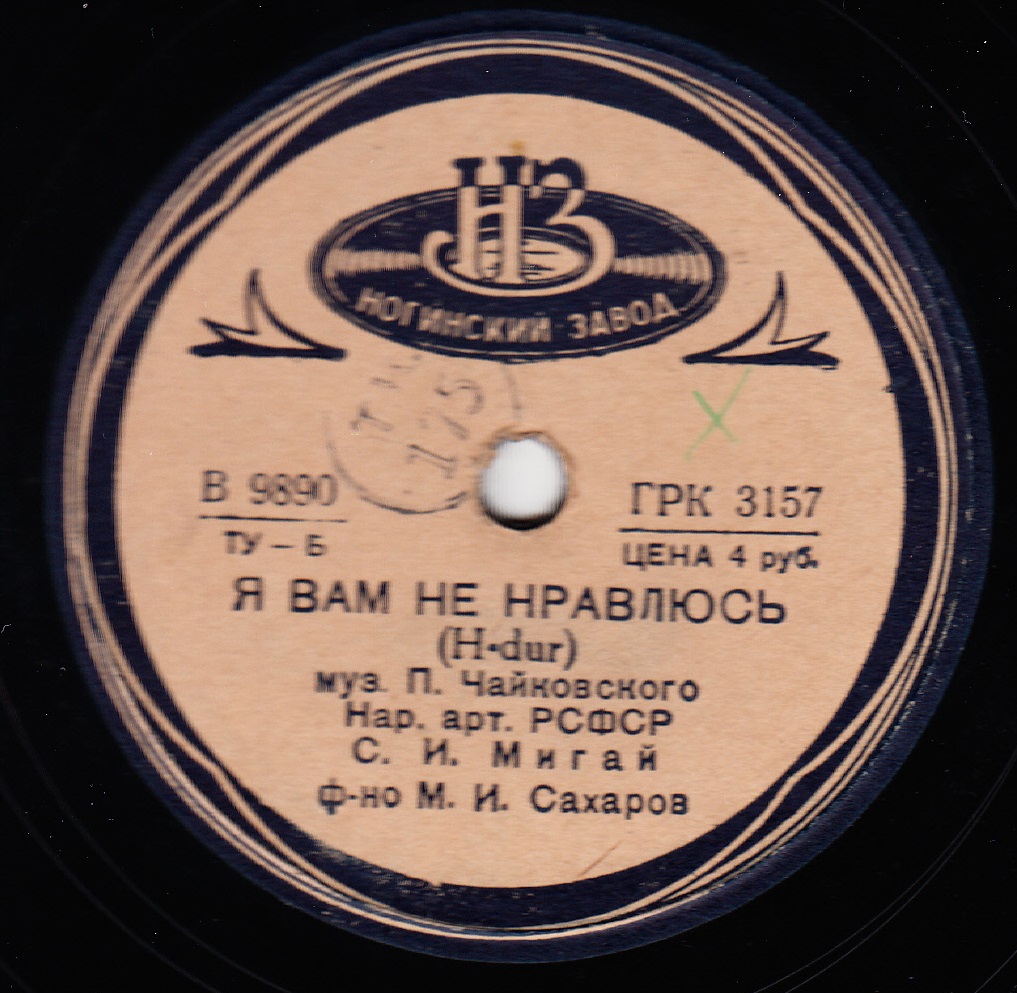 НЗ
НОГИНСКИЙ ЗАВОД
В 9890
ТУ – Б
ГРК 3157
ЦЕНА 4 руб.
Я ВАМ НЕ НРАВЛЮСЬ
(H-dur)
муз. П. Чайковского
Нар. арт. РСФСР
С. И. Мигай
ф-но М. И. Сахаров